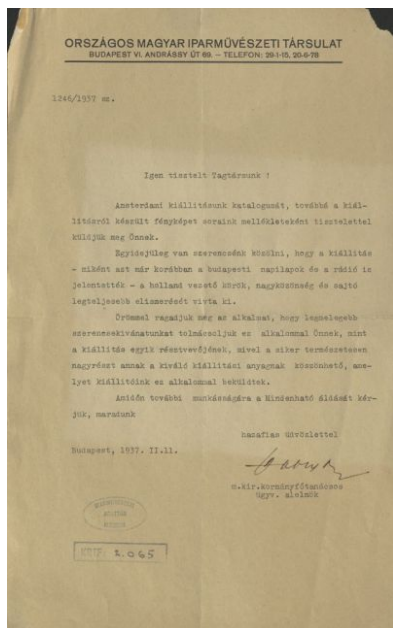 ORSZÁGOS MAGYAR IPARMŰVÉSZETI TÁRSULAT
BUDAPEST VI. ANDRÁSSY ÚT 69. — TELEFON: 29-1-15, 20-6-78
1246/1937 sz.
Igen tisztelt Tagtársunk !
Amsterdami kiállításunk katalogusát, továbbá a kiál-
litásról készült fényképet soraink mellékleteként tisztelettel
küldjük meg Önnek.
Egyidejüleg van szerencsénk közölni, hogy a kiállítás
- miként azt már korábban a budapesti napilapok és a rádió is
jelentették - a hollandi vezető körök, nagyközönség és sajtó
legteljesebb elismerését vivta ki.
Örömmel ragadjuk meg az alkalmat, hogy legmelegebb
szerencsekivánatunkat tolmácsoljuk ez alkalommal Önnek, mint
a kiállítás egyik résztvevőjének, mivel a siker természetesen
nagyrészt annak a kiváló kiállítási anyagnak köszönhető, ame-
lyet kiállítóink ez alkalommal beküldtek.
Amidőn további munkásságára a Mindenható áldását kér-
jük, maradunk
hazafias üdvözlettel
Budapest, 1937. II.11.
m.kir.kormányfőtanácsos
ügyv. alelnök
2.065